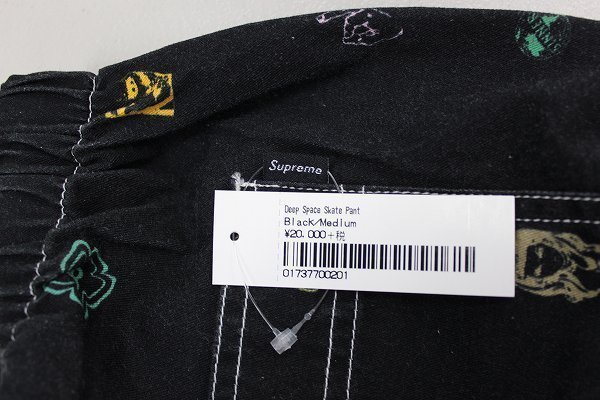 Supreme
Deep Space Skate Pant
Black/Medium
¥20,000+税
01737700201